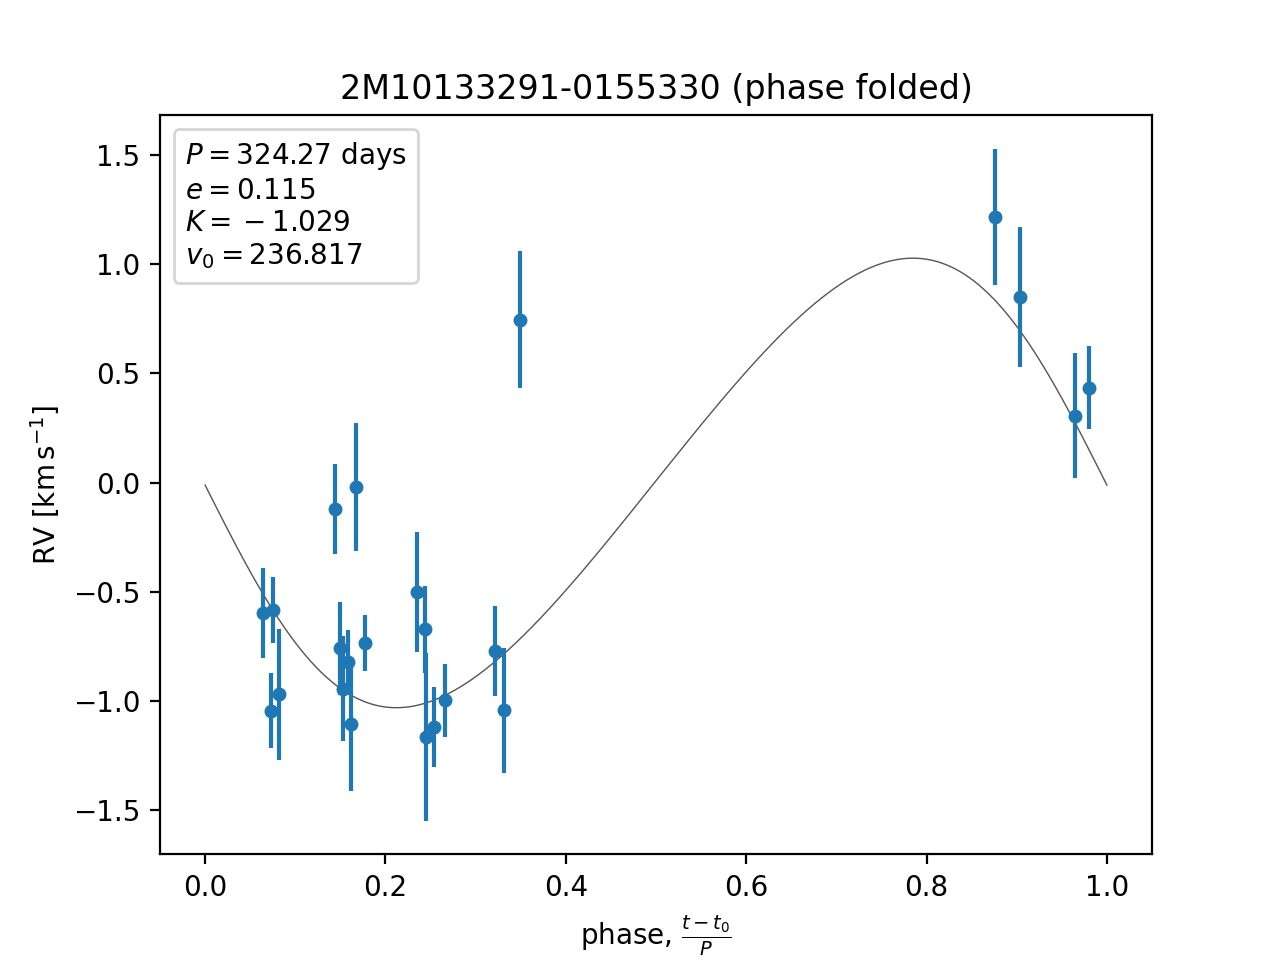 2M10133291-0155330 (phase folded)
P = 324.27 days
e = 0.115
K = −1.029
v₀ = 236.817
1.5
1.0
0.5
0.0
−0.5
−1.0
−1.5
RV [km s⁻¹]
0.0 0.2 0.4 0.6 0.8 1.0
phase, (t − t₀)/P